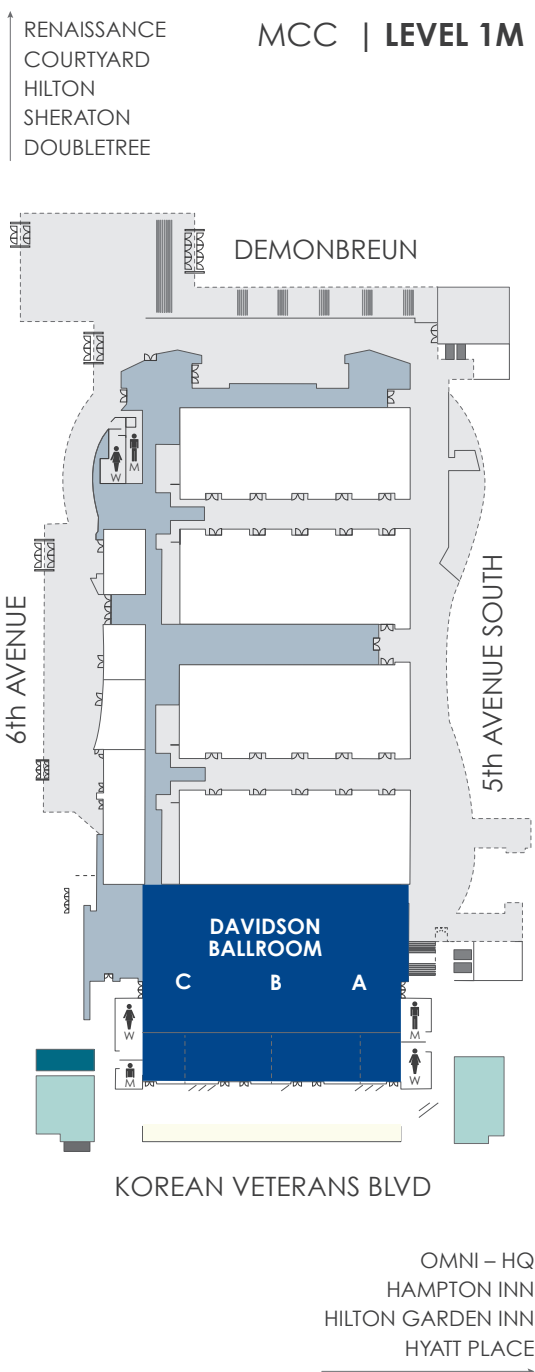 RENAISSANCE
COURTYARD
HILTON
SHERATON
DOUBLETREE
MCC | LEVEL 1M
DEMONBREUN
W
M
6th AVENUE
5th AVENUE SOUTH
DAVIDSON
BALLROOM
C B A
W
M
M
W
KOREAN VETERANS BLVD
OMNI – HQ
HAMPTON INN
HILTON GARDEN INN
HYATT PLACE